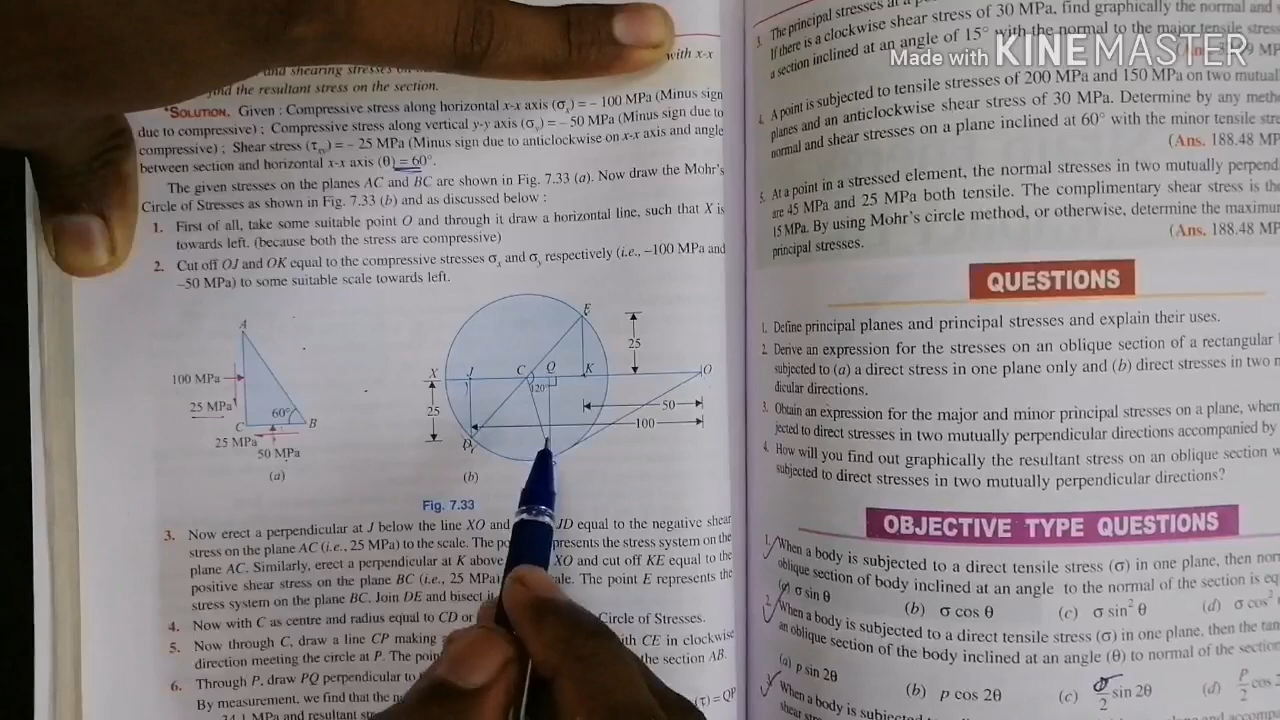 with x-x
and shearing stresses on
find the resultant stress on the section.
*SOLUTION. Given : Compressive stress along horizontal x-x axis (σx) = – 100 MPa (Minus sign
due to compressive) ; Compressive stress along vertical y-y axis (σy) = – 50 MPa (Minus sign due to
compressive) ; Shear stress (τxy) = – 25 MPa (Minus sign due to anticlockwise on x-x axis and angle
between section and horizontal x-x axis (θ) = 60°.
The given stresses on the planes AC and BC are shown in Fig. 7.33 (a). Now draw the Mohr's
Circle of Stresses as shown in Fig. 7.33 (b) and as discussed below :
1. First of all, take some suitable point O and through it draw a horizontal line, such that X is
towards left. (because both the stress are compressive)
2. Cut off OJ and OK equal to the compressive stresses σx and σy respectively (i.e., –100 MPa and
–50 MPa) to some suitable scale towards left.
A
100 MPa
25 MPa
C
60°
B
25 MPa
50 MPa
(a)
E
25
X
J
C
Q
K
O
120°
25
50
100
D
(b)
Fig. 7.33
3. Now erect a perpendicular at J below the line XO and JD equal to the negative shear
stress on the plane AC (i.e., 25 MPa) to the scale. The presents the stress system on the
plane AC. Similarly, erect a perpendicular at K above XO and cut off KE equal to the
positive shear stress on the plane BC (i.e., 25 MPa) The point E represents the
stress system on the plane BC. Join DE and bisect
4. Now with C as centre and radius equal to CD or Circle of Stresses.
5. Now through C, draw a line CP making with CE in clockwise
direction meeting the circle at P. The point the section AB.
6. Through P, draw PQ perpendicular to
By measurement, we find that the (τ) = QP
MPa and resultant
Made with KINEMASTER
3. The principal stresses at a
If there is a clockwise shear stress of 30 MPa, find graphically the normal and
a section inclined at an angle of 15° with the normal to the major tensile stress
4. A point is subjected to tensile stresses of 200 MPa and 150 MPa on two mutual
planes and an anticlockwise shear stress of 30 MPa. Determine by any
normal and shear stresses on a plane inclined at 60° with the minor tensile
(Ans. 188.48 MP
5. At a point in a stressed element, the normal stresses in two mutually
are 45 MPa and 25 MPa both tensile. The complimentary shear stress is
15 MPa. By using Mohr's circle method, or otherwise, determine the
principal stresses.
(Ans. 188.48 MP
QUESTIONS
1. Define principal planes and principal stresses and explain their uses.
2. Derive an expression for the stresses on an oblique section of a rectangular
subjected to (a) a direct stress in one plane only and (b) direct stresses in two
dicular directions.
3. Obtain an expression for the major and minor principal stresses on a plane, when
jected to direct stresses in two mutually perpendicular directions accompanied by
4. How will you find out graphically the resultant stress on an oblique section
subjected to direct stresses in two mutually perpendicular directions?
OBJECTIVE TYPE QUESTIONS
1. When a body is subjected to a direct tensile stress (σ) in one plane, then
oblique section of body inclined at an angle to the normal of the section is
(a) σ sin θ (b) σ cos θ (c) σ sin² θ (d) σ cos²
2. When a body is subjected to a direct tensile stress (σ) in one plane, then the
an oblique section of the body inclined at an angle (θ) to normal of the section
(a) p sin 2θ (b) p cos 2θ (c) σ/2 sin 2θ (d) p/2 cos
3. When a body is subjected